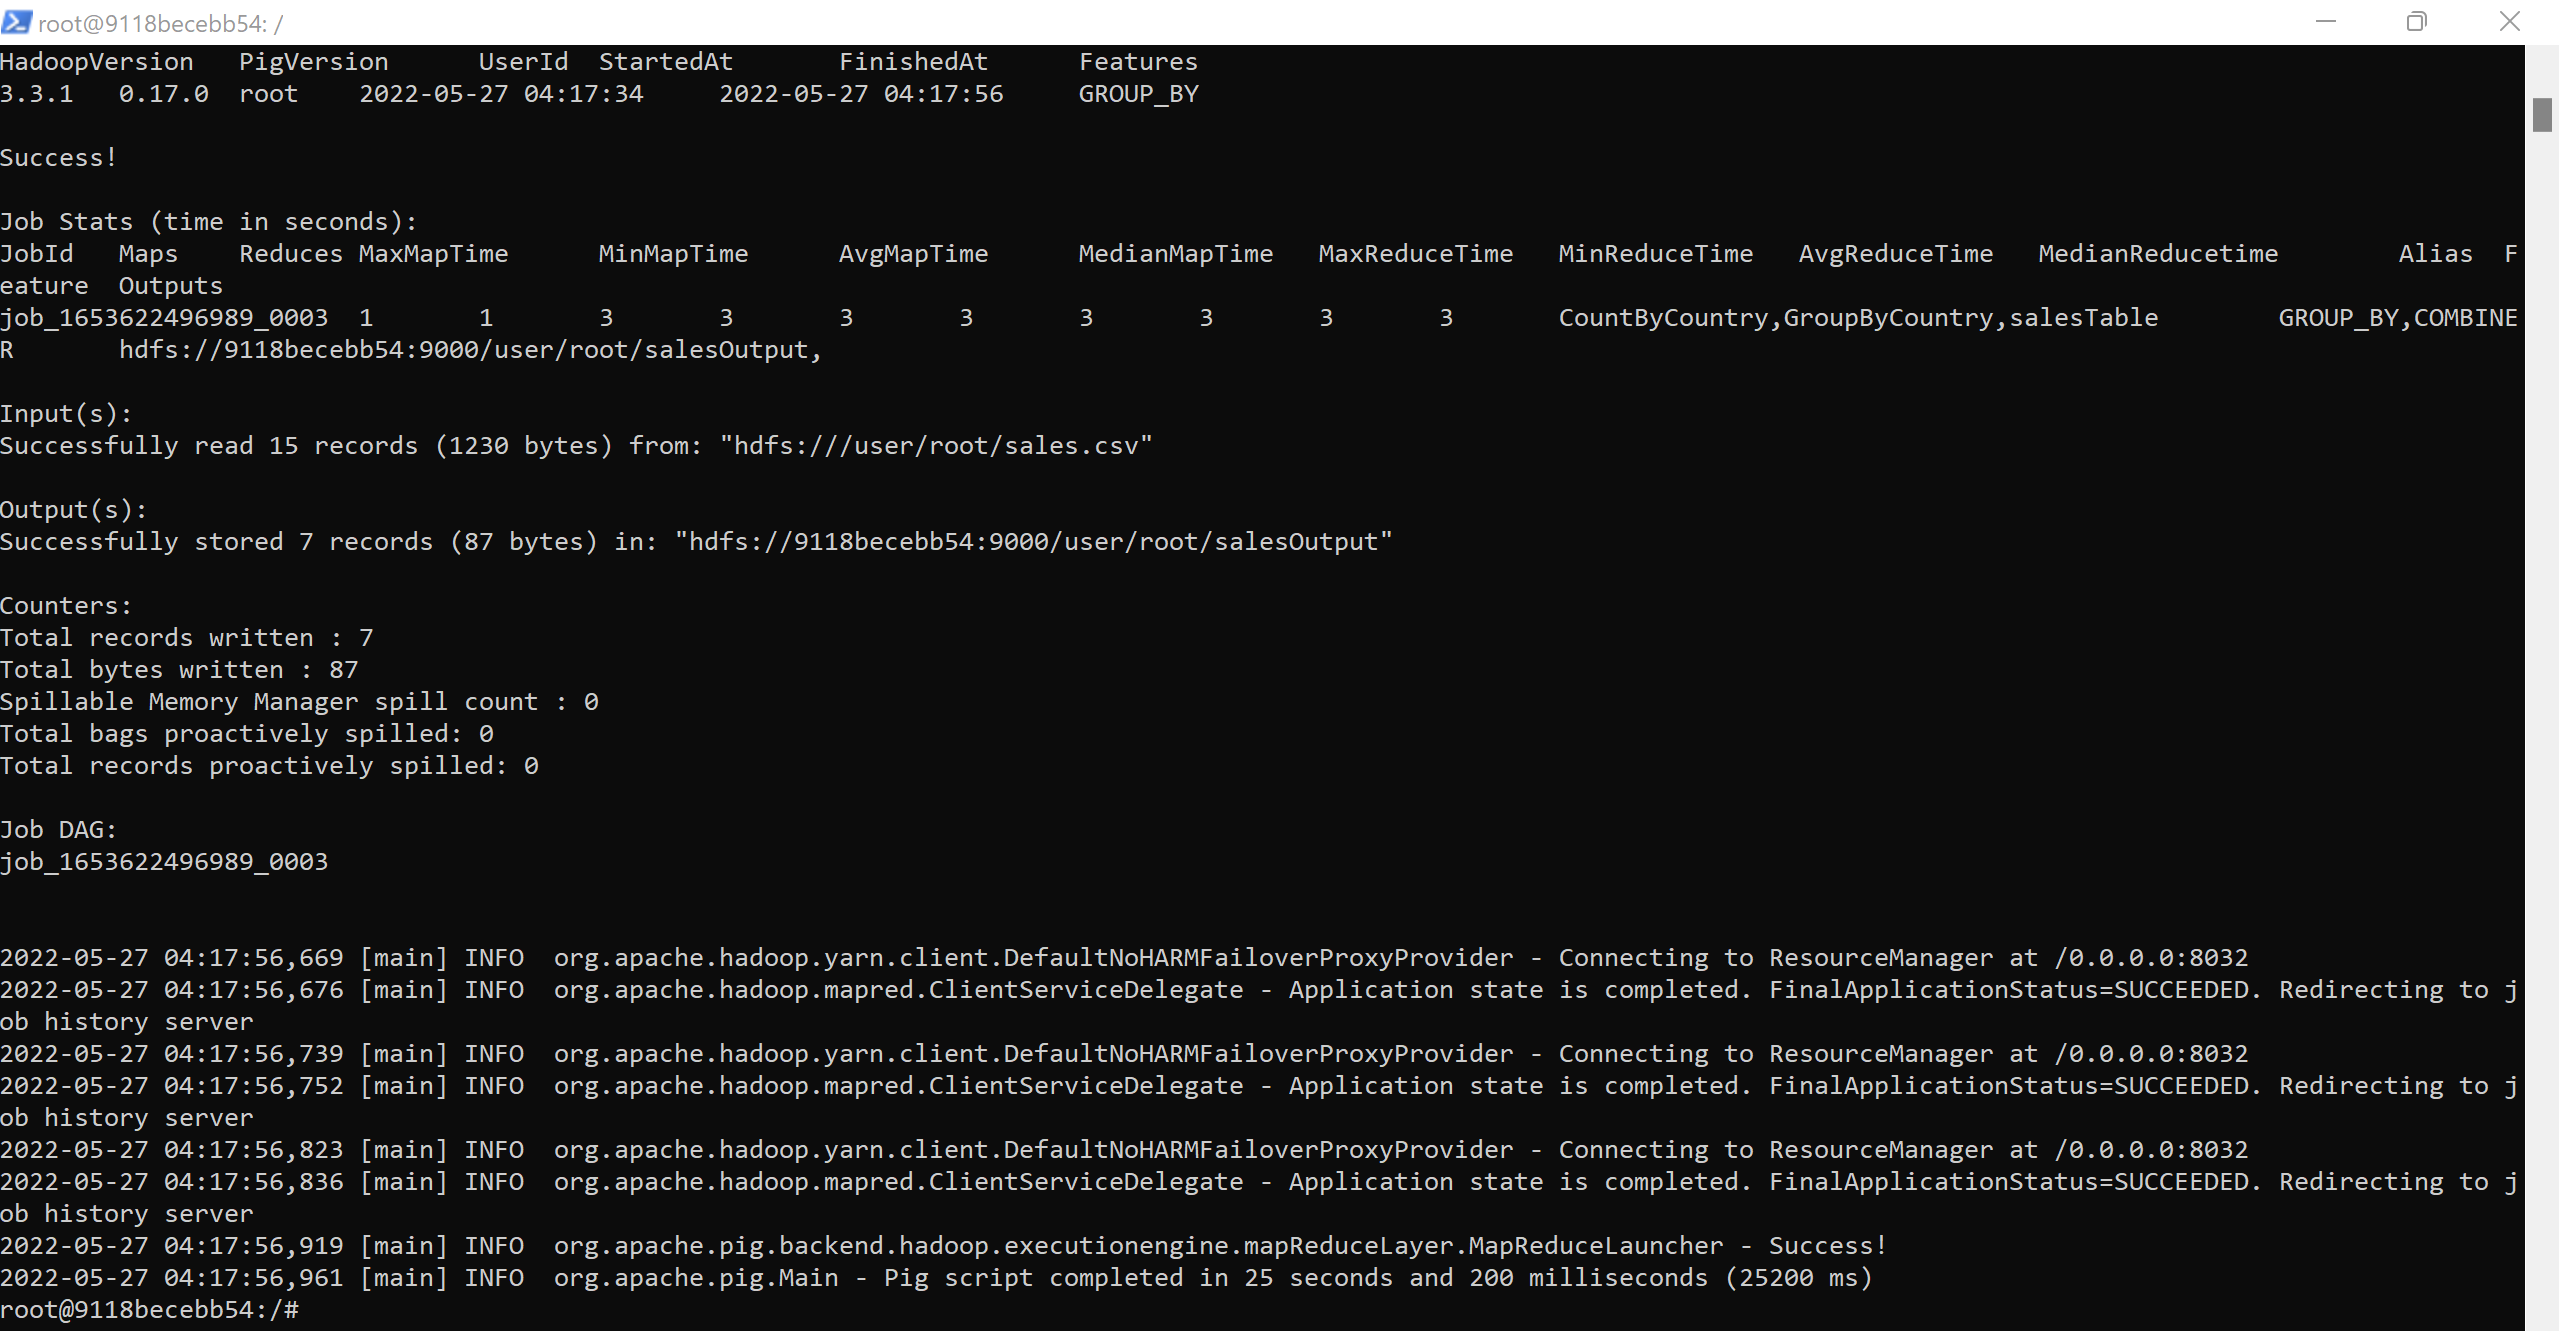 root@9118becebb54: /
HadoopVersion   PigVersion      UserId  StartedAt       FinishedAt      Features
3.3.1   0.17.0  root    2022-05-27 04:17:34     2022-05-27 04:17:56     GROUP_BY
Success!
Job Stats (time in seconds):
JobId   Maps    Reduces MaxMapTime      MinMapTime      AvgMapTime      MedianMapTime   MaxReduceTime   MinReduceTime   AvgReduceTime   MedianReducetime        Alias  F
eature  Outputs
job_1653622496989_0003  1       1       3       3       3       3       3       3       3       3       CountByCountry,GroupByCountry,salesTable        GROUP_BY,COMBINE
R       hdfs://9118becebb54:9000/user/root/salesOutput,
Input(s):
Successfully read 15 records (1230 bytes) from: "hdfs:///user/root/sales.csv"
Output(s):
Successfully stored 7 records (87 bytes) in: "hdfs://9118becebb54:9000/user/root/salesOutput"
Counters:
Total records written : 7
Total bytes written : 87
Spillable Memory Manager spill count : 0
Total bags proactively spilled: 0
Total records proactively spilled: 0
Job DAG:
job_1653622496989_0003
2022-05-27 04:17:56,669 [main] INFO  org.apache.hadoop.yarn.client.DefaultNoHARMFailoverProxyProvider - Connecting to ResourceManager at /0.0.0.0:8032
2022-05-27 04:17:56,676 [main] INFO  org.apache.hadoop.mapred.ClientServiceDelegate - Application state is completed. FinalApplicationStatus=SUCCEEDED. Redirecting to j
ob history server
2022-05-27 04:17:56,739 [main] INFO  org.apache.hadoop.yarn.client.DefaultNoHARMFailoverProxyProvider - Connecting to ResourceManager at /0.0.0.0:8032
2022-05-27 04:17:56,752 [main] INFO  org.apache.hadoop.mapred.ClientServiceDelegate - Application state is completed. FinalApplicationStatus=SUCCEEDED. Redirecting to j
ob history server
2022-05-27 04:17:56,823 [main] INFO  org.apache.hadoop.yarn.client.DefaultNoHARMFailoverProxyProvider - Connecting to ResourceManager at /0.0.0.0:8032
2022-05-27 04:17:56,836 [main] INFO  org.apache.hadoop.mapred.ClientServiceDelegate - Application state is completed. FinalApplicationStatus=SUCCEEDED. Redirecting to j
ob history server
2022-05-27 04:17:56,919 [main] INFO  org.apache.pig.backend.hadoop.executionengine.mapReduceLayer.MapReduceLauncher - Success!
2022-05-27 04:17:56,961 [main] INFO  org.apache.pig.Main - Pig script completed in 25 seconds and 200 milliseconds (25200 ms)
root@9118becebb54:/#